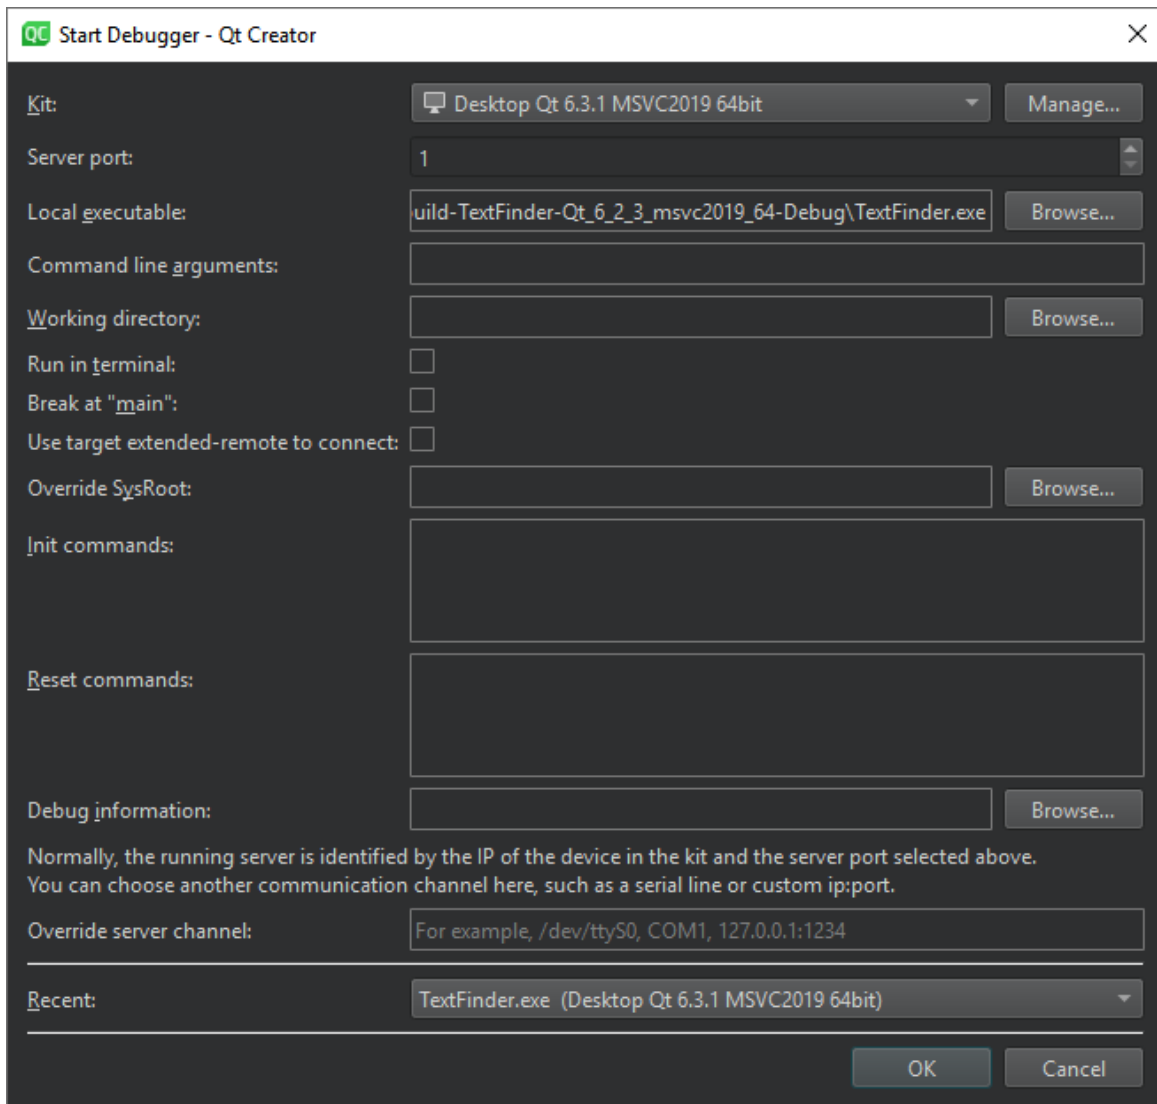 QC Start Debugger - Qt Creator
Kit: Desktop Qt 6.3.1 MSVC2019 64bit Manage...
Server port: 1
Local executable: uild-TextFinder-Qt_6_2_3_msvc2019_64-Debug\TextFinder.exe Browse...
Command line arguments:
Working directory: Browse...
Run in terminal:
Break at "main":
Use target extended-remote to connect:
Override SysRoot: Browse...
Init commands:
Reset commands:
Debug information: Browse...
Normally, the running server is identified by the IP of the device in the kit and the server port selected above.
You can choose another communication channel here, such as a serial line or custom ip:port.
Override server channel: For example, /dev/ttyS0, COM1, 127.0.0.1:1234
Recent: TextFinder.exe (Desktop Qt 6.3.1 MSVC2019 64bit)
OK Cancel